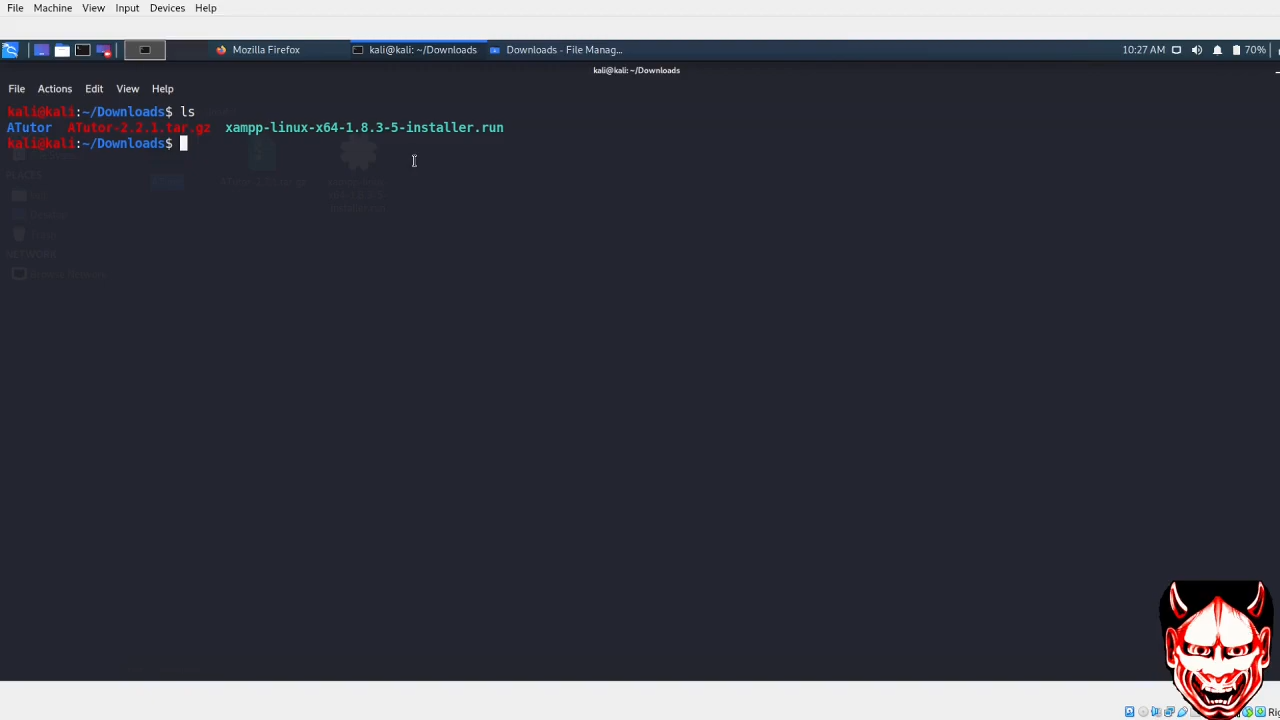 File Machine View Input Devices Help
Mozilla Firefox kali@kali: ~/Downloads Downloads - File Manag... 10:27 AM 70%
kali@kali: ~/Downloads
File Actions Edit View Help
kali@kali:~/Downloads$ ls
ATutor ATutor-2.2.1.tar.gz xampp-linux-x64-1.8.3-5-installer.run
kali@kali:~/Downloads$
PLACES
NETWORK